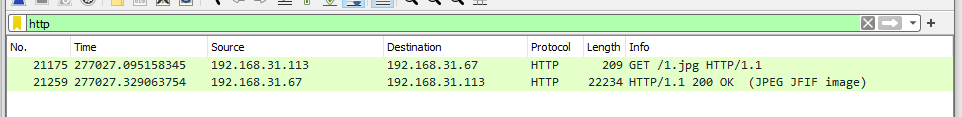 http
No. Time Source Destination Protocol Length Info
21175 277027.095158345 192.168.31.113 192.168.31.67 HTTP 209 GET /1.jpg HTTP/1.1
21259 277027.329063754 192.168.31.67 192.168.31.113 HTTP 22234 HTTP/1.1 200 OK  (JPEG JFIF image)